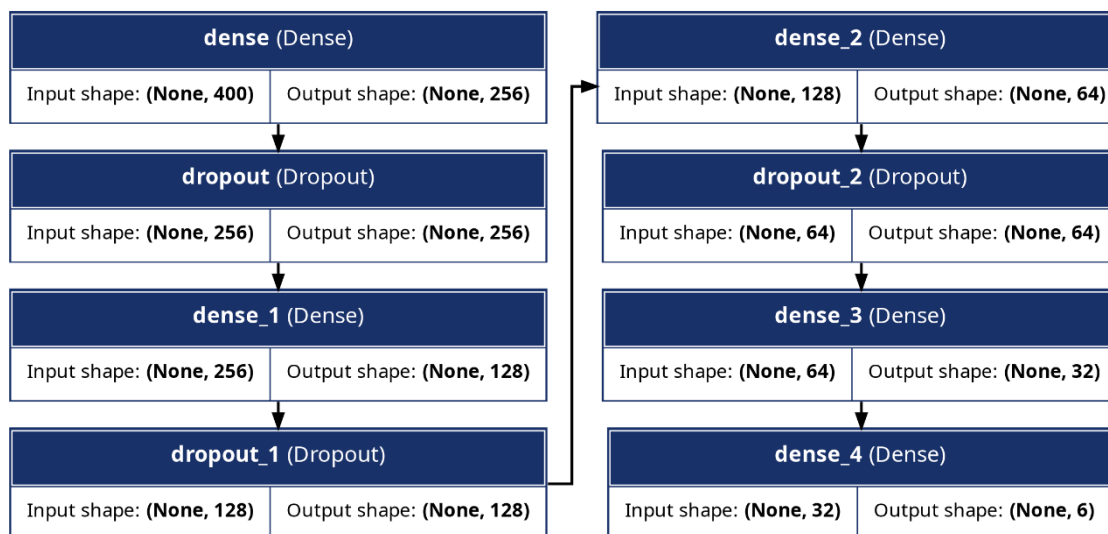 dense (Dense)
Input shape: (None, 400) Output shape: (None, 256)
dropout (Dropout)
Input shape: (None, 256) Output shape: (None, 256)
dense_1 (Dense)
Input shape: (None, 256) Output shape: (None, 128)
dropout_1 (Dropout)
Input shape: (None, 128) Output shape: (None, 128)
dense_2 (Dense)
Input shape: (None, 128) Output shape: (None, 64)
dropout_2 (Dropout)
Input shape: (None, 64) Output shape: (None, 64)
dense_3 (Dense)
Input shape: (None, 64) Output shape: (None, 32)
dense_4 (Dense)
Input shape: (None, 32) Output shape: (None, 6)